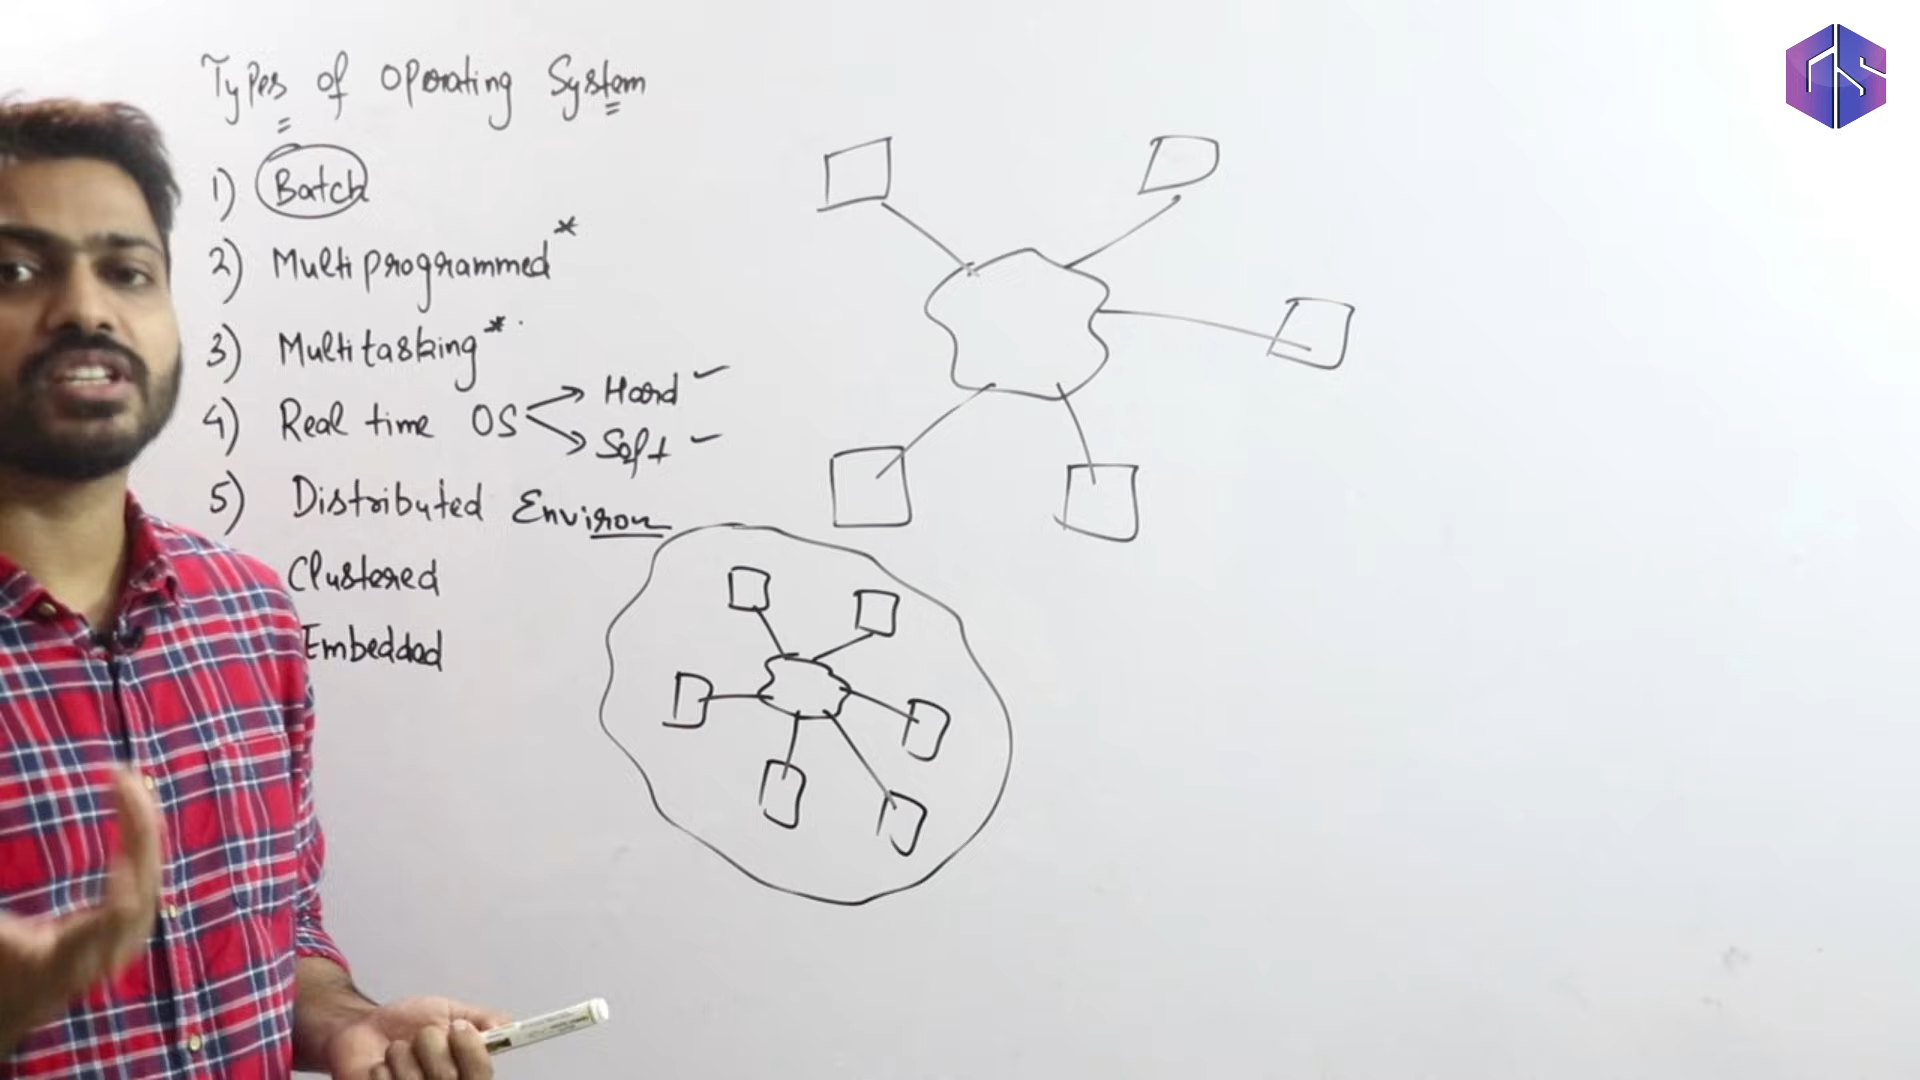 Types of Operating System
1) Batch
2) Multiprogrammed *
3) Multitasking *
4) Real time OS
Hard ✓
Soft ✓
5) Distributed Environ
Clustered
Embedded